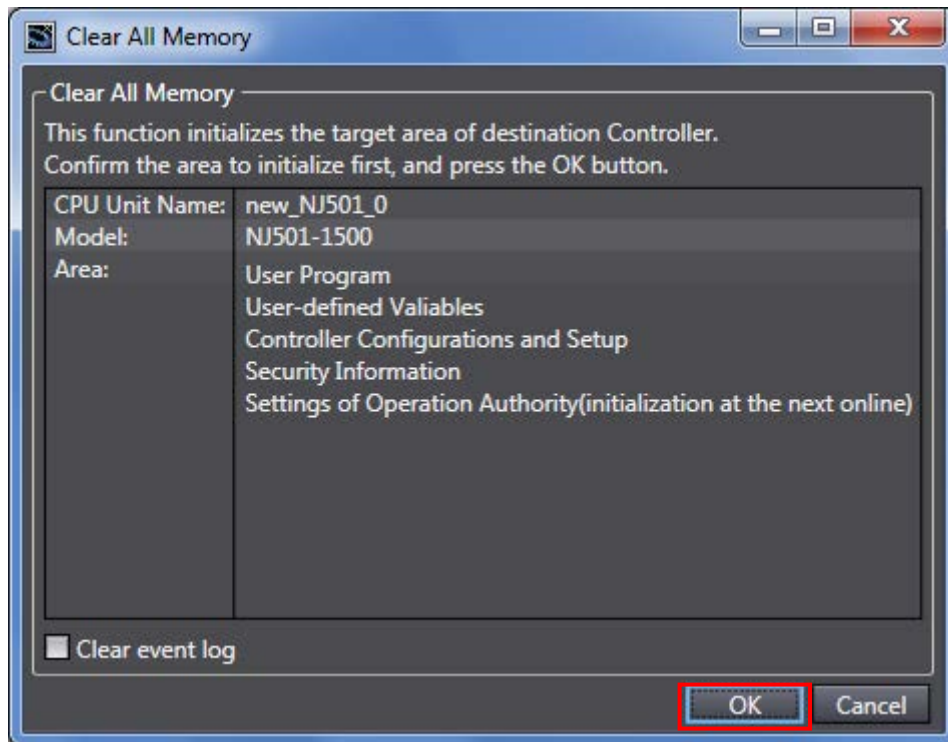 Clear All Memory
Clear All Memory
This function initializes the target area of destination Controller.
Confirm the area to initialize first, and press the OK button.
CPU Unit Name: new_NJ501_0
Model: NJ501-1500
Area: User Program
User-defined Valiables
Controller Configurations and Setup
Security Information
Settings of Operation Authority(initialization at the next online)
Clear event log
OK Cancel